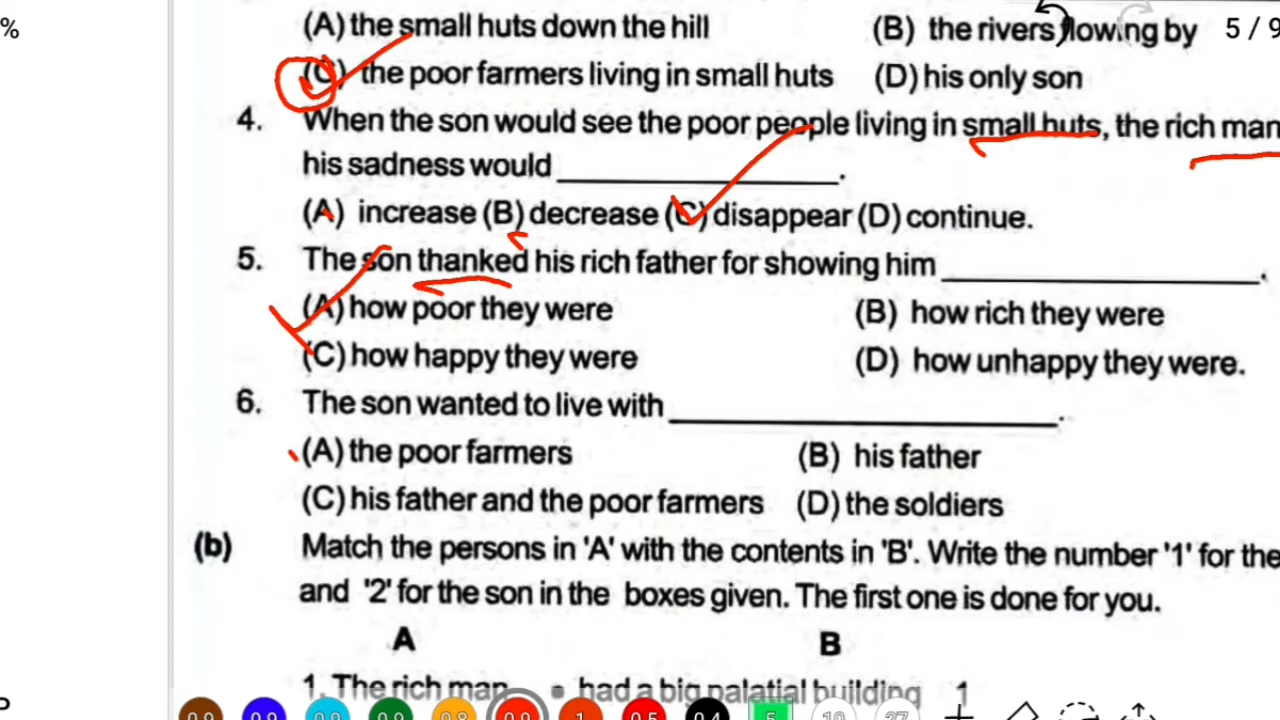 %
(A) the small huts down the hill (B) the rivers flowing by 5 / 9
(C) the poor farmers living in small huts (D) his only son
4. When the son would see the poor people living in small huts, the rich man
his sadness would ____________.
(A) increase (B) decrease (C) disappear (D) continue.
5. The son thanked his rich father for showing him ____________.
(A) how poor they were (B) how rich they were
(C) how happy they were (D) how unhappy they were.
6. The son wanted to live with ____________.
(A) the poor farmers (B) his father
(C) his father and the poor farmers (D) the soldiers
(b) Match the persons in 'A' with the contents in 'B'. Write the number '1' for the
and '2' for the son in the boxes given. The first one is done for you.
A B
1. The rich man • had a big palatial building 1